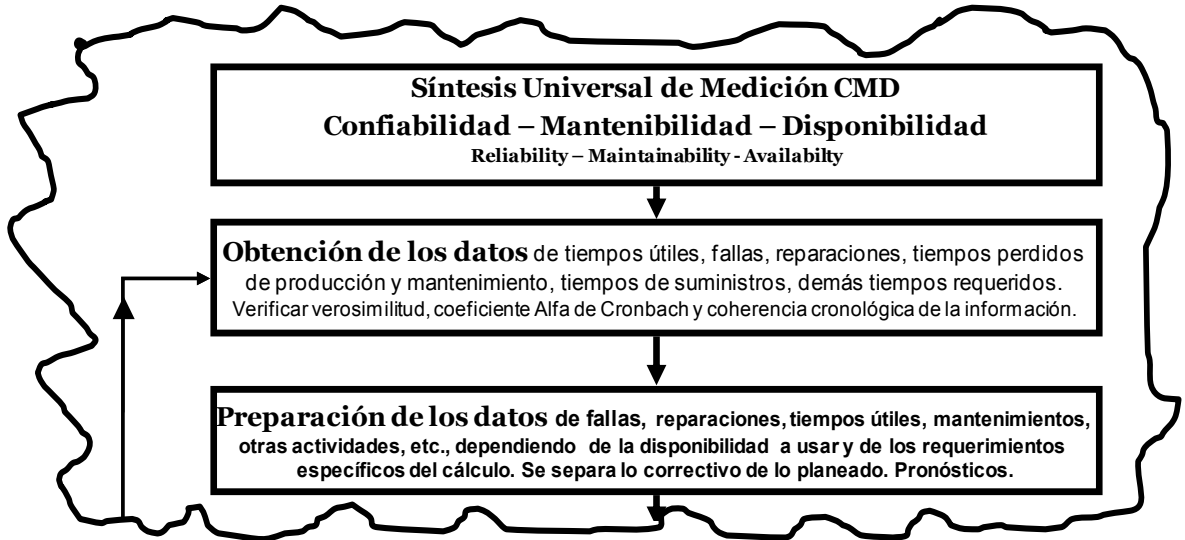 Síntesis Universal de Medición CMD
Confiabilidad – Mantenibilidad – Disponibilidad
Reliability – Maintainability - Availabilty
Obtención de los datos de tiempos útiles, fallas, reparaciones, tiempos perdidos
de producción y mantenimiento, tiempos de suministros, demás tiempos requeridos.
Verificar verosimilitud, coeficiente Alfa de Cronbach y coherencia cronológica de la información.
Preparación de los datos de fallas, reparaciones, tiempos útiles, mantenimientos,
otras actividades, etc., dependiendo de la disponibilidad a usar y de los requerimientos
específicos del cálculo. Se separa lo correctivo de lo planeado. Pronósticos.